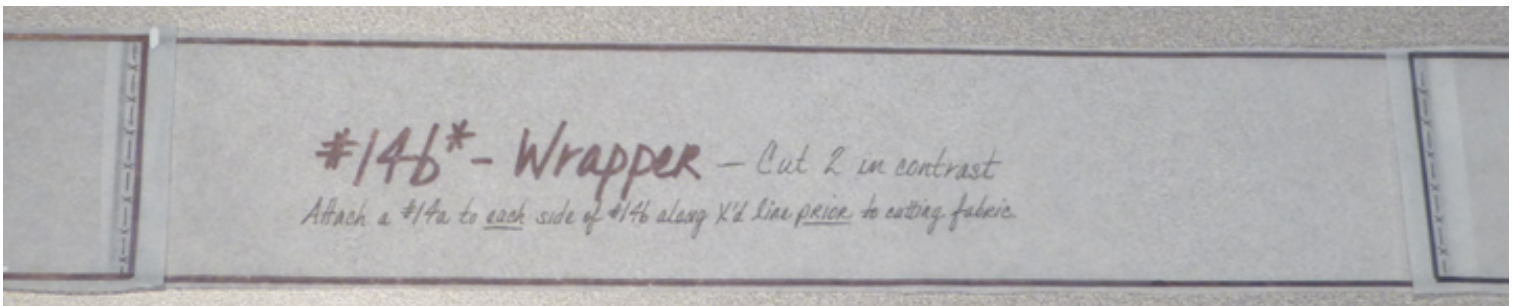 #14b* - Wrapper - Cut 2 in contrast
Attach a #14a to each side of #14b along X'd line prior to cutting fabric.